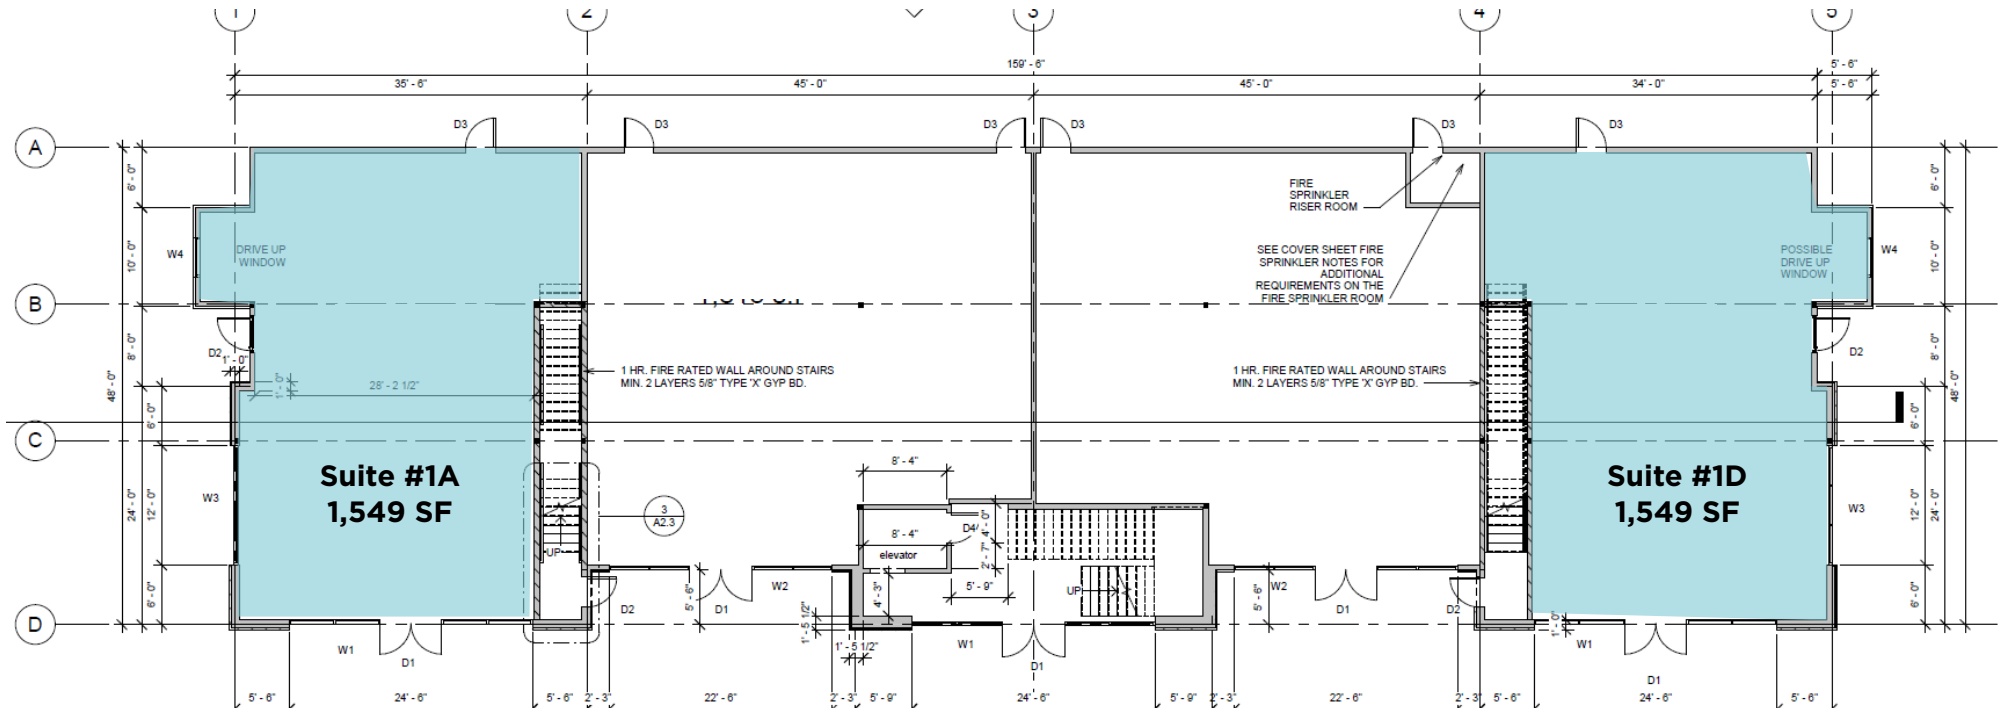 1 2 3 4 5
159' - 6" 5' - 6"
35' - 6" 45' - 0" 45' - 0" 34' - 0" 5' - 6"
D3 D3 D3 D3 D3 D3
A
6' - 0"
FIRE
SPRINKLER
RISER ROOM
6' - 0"
W4
DRIVE UP
WINDOW
10' - 0"
SEE COVER SHEET FIRE
SPRINKLER NOTES FOR
ADDITIONAL
REQUIREMENTS ON THE
FIRE SPRINKLER ROOM
POSSIBLE
DRIVE UP
WINDOW
W4
10' - 0"
B
D2
1' - 0"
8' - 0"
48' - 0"
1' - 0"
28' - 2 1/2"
1 HR. FIRE RATED WALL AROUND STAIRS
MIN. 2 LAYERS 5/8" TYPE 'X' GYP BD.
1 HR. FIRE RATED WALL AROUND STAIRS
MIN. 2 LAYERS 5/8" TYPE 'X' GYP BD.
D2
8' - 0"
48' - 0"
6' - 0"
6' - 0"
C
Suite #1A
1,549 SF
W3
24' - 0"
12' - 0"
3
A2.3
UP
8' - 4"
8' - 4"
elevator
D4
4' - 0"
2' - 7"
5' - 9"
4' - 3"
UP
Suite #1D
1,549 SF
W3
12' - 0"
24' - 0"
6' - 0"
6' - 0"
D
D2 5' - 6" D1 W2
1' - 5 1/2"
1' - 5 1/2"
W2 5' - 6" D1 D2
1' - 0"
W1 D1 W1 D1 W1 D1
5' - 6" 24' - 6" 5' - 6" 2' - 3" 22' - 6" 2' - 3" 5' - 9" 24' - 6" 5' - 9" 2' - 3" 22' - 6" 2' - 3" 5' - 6" 24' - 6" 5' - 6"